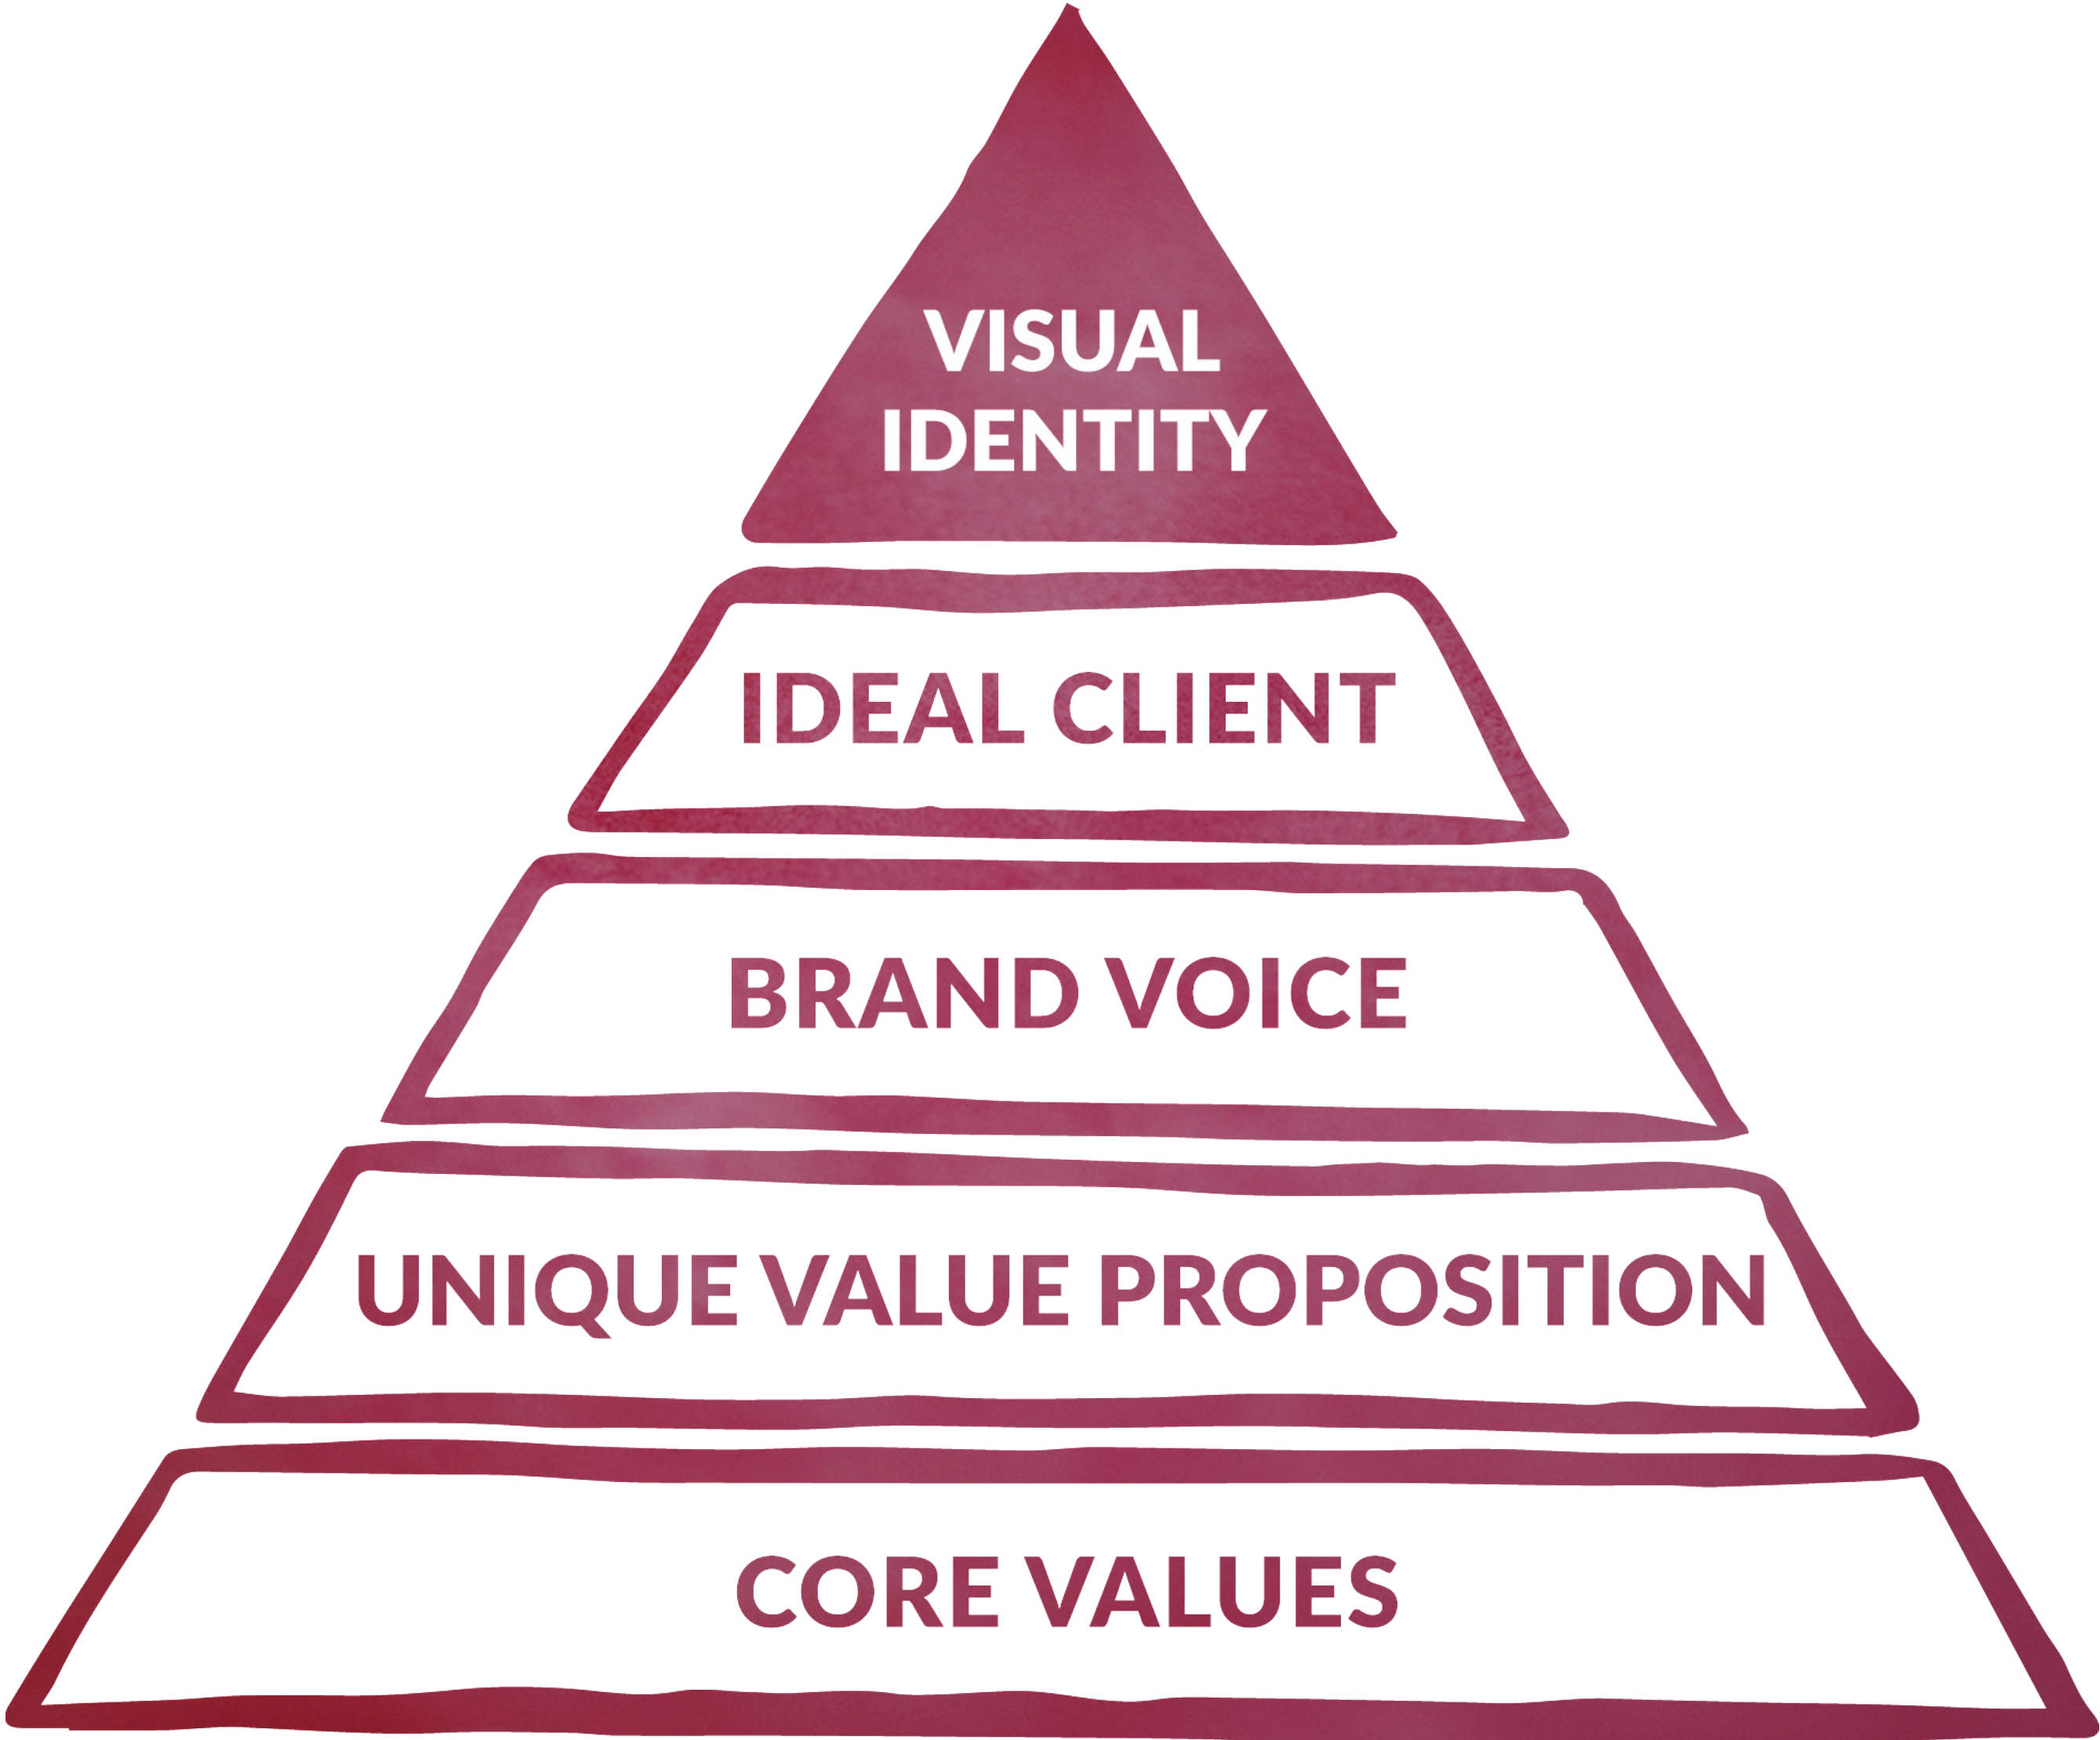 VISUAL
IDENTITY
IDEAL CLIENT
BRAND VOICE
UNIQUE VALUE PROPOSITION
CORE VALUES